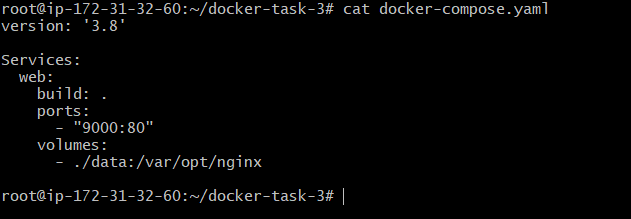 root@ip-172-31-32-60:~/docker-task-3# cat docker-compose.yaml
version: '3.8'

Services:
  web:
    build: .
    ports:
      - "9000:80"
    volumes:
      - ./data:/var/opt/nginx

root@ip-172-31-32-60:~/docker-task-3#